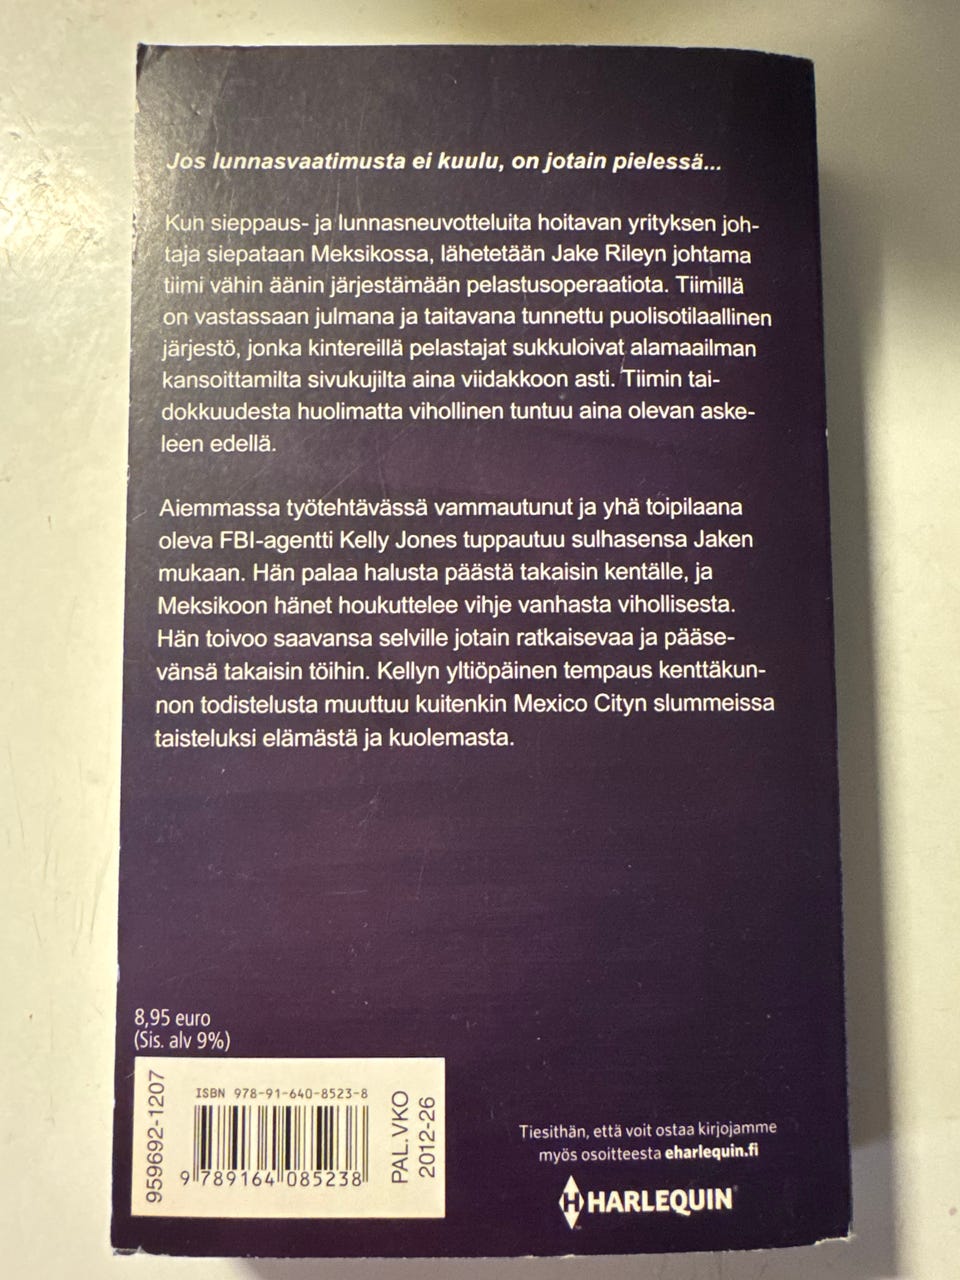 Jos lunnasvaatimusta ei kuulu, on jotain pielessä...
Kun sieppaus- ja lunnasneuvotteluita hoitavan yrityksen joh-
taja siepataan Meksikossa, lähetetään Jake Rileyn johtama
tiimi vähin äänin järjestämään pelastusoperaatiota. Tiimillä
on vastassaan julmana ja taitavana tunnettu puolisotilaallinen
järjestö, jonka kintereillä pelastajat sukkuloivat alamaailman
kansoittamilta sivukujilta aina viidakkoon asti. Tiimin tai-
dokkuudesta huolimatta vihollinen tuntuu aina olevan aske-
leen edellä.
Aiemmassa työtehtävässä vammautunut ja yhä toipilaana
oleva FBI-agentti Kelly Jones tuppautuu sulhasensa Jaken
mukaan. Hän palaa halusta päästä takaisin kentälle, ja
Meksikoon hänet houkuttelee vihje vanhasta vihollisesta.
Hän toivoo saavansa selville jotain ratkaisevaa ja pääse-
vänsä takaisin töihin. Kellyn yltiöpäinen tempaus kenttäkun-
non todistelusta muuttuu kuitenkin Mexico Cityn slummeissa
taisteluksi elämästä ja kuolemasta.
8,95 euro
(Sis. alv 9%)
959692-1207
ISBN 978-91-640-8523-8
9 789164 085238
PAL.VKO
2012-26
Tiesithän, että voit ostaa kirjojamme
myös osoitteesta eharlequin.fi
H HARLEQUIN®